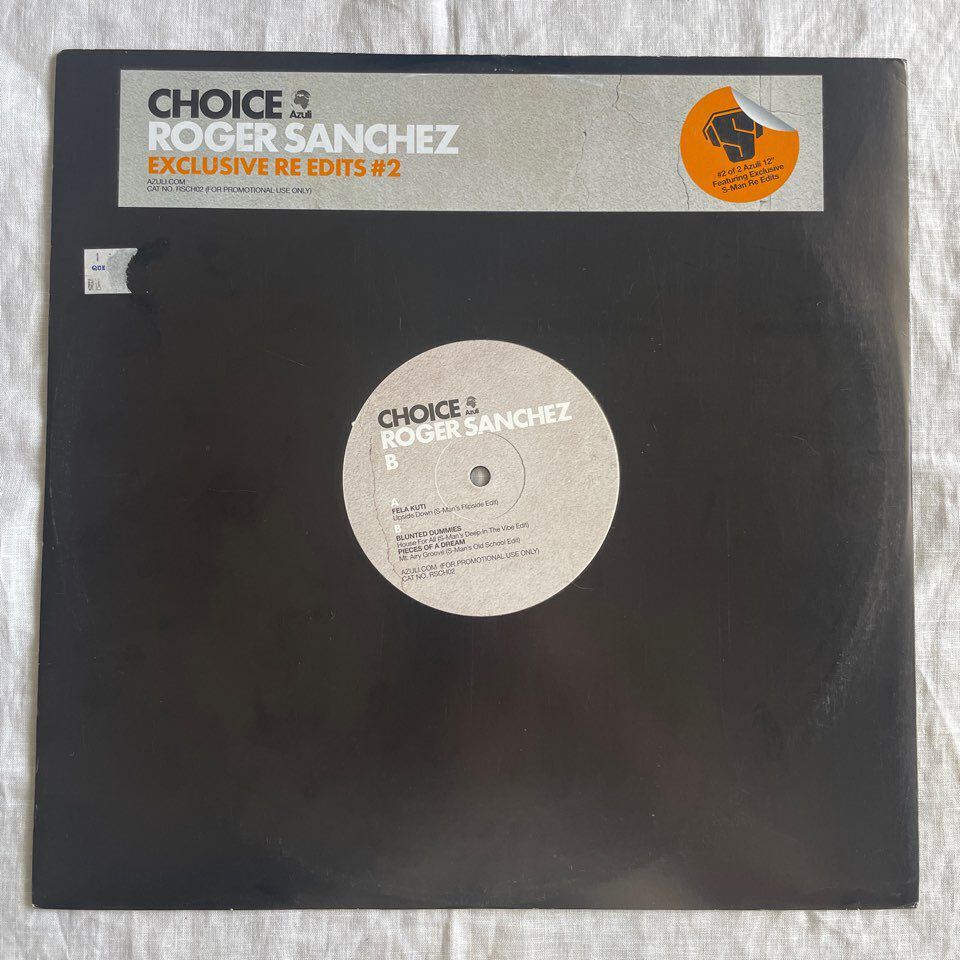 CHOICE Azuli
ROGER SANCHEZ
EXCLUSIVE RE EDITS #2
AZULI.COM
CAT NO. RSCH02 (FOR PROMOTIONAL USE ONLY)
#2 of 2 Azuli 12"
Featuring Exclusive
S-Man Re Edits
CHOICE Azuli
ROGER SANCHEZ
B
A
FELA KUTI
Upside Down (S-Man's Flipside Edit)
B
BLUNTED DUMMIES
House For All (S-Man's Deep In The Vibe Edit)
PIECES OF A DREAM
Mt. Airy Groove (S-Man's Old School Edit)
AZULI.COM (FOR PROMOTIONAL USE ONLY)
CAT NO. RSCH02